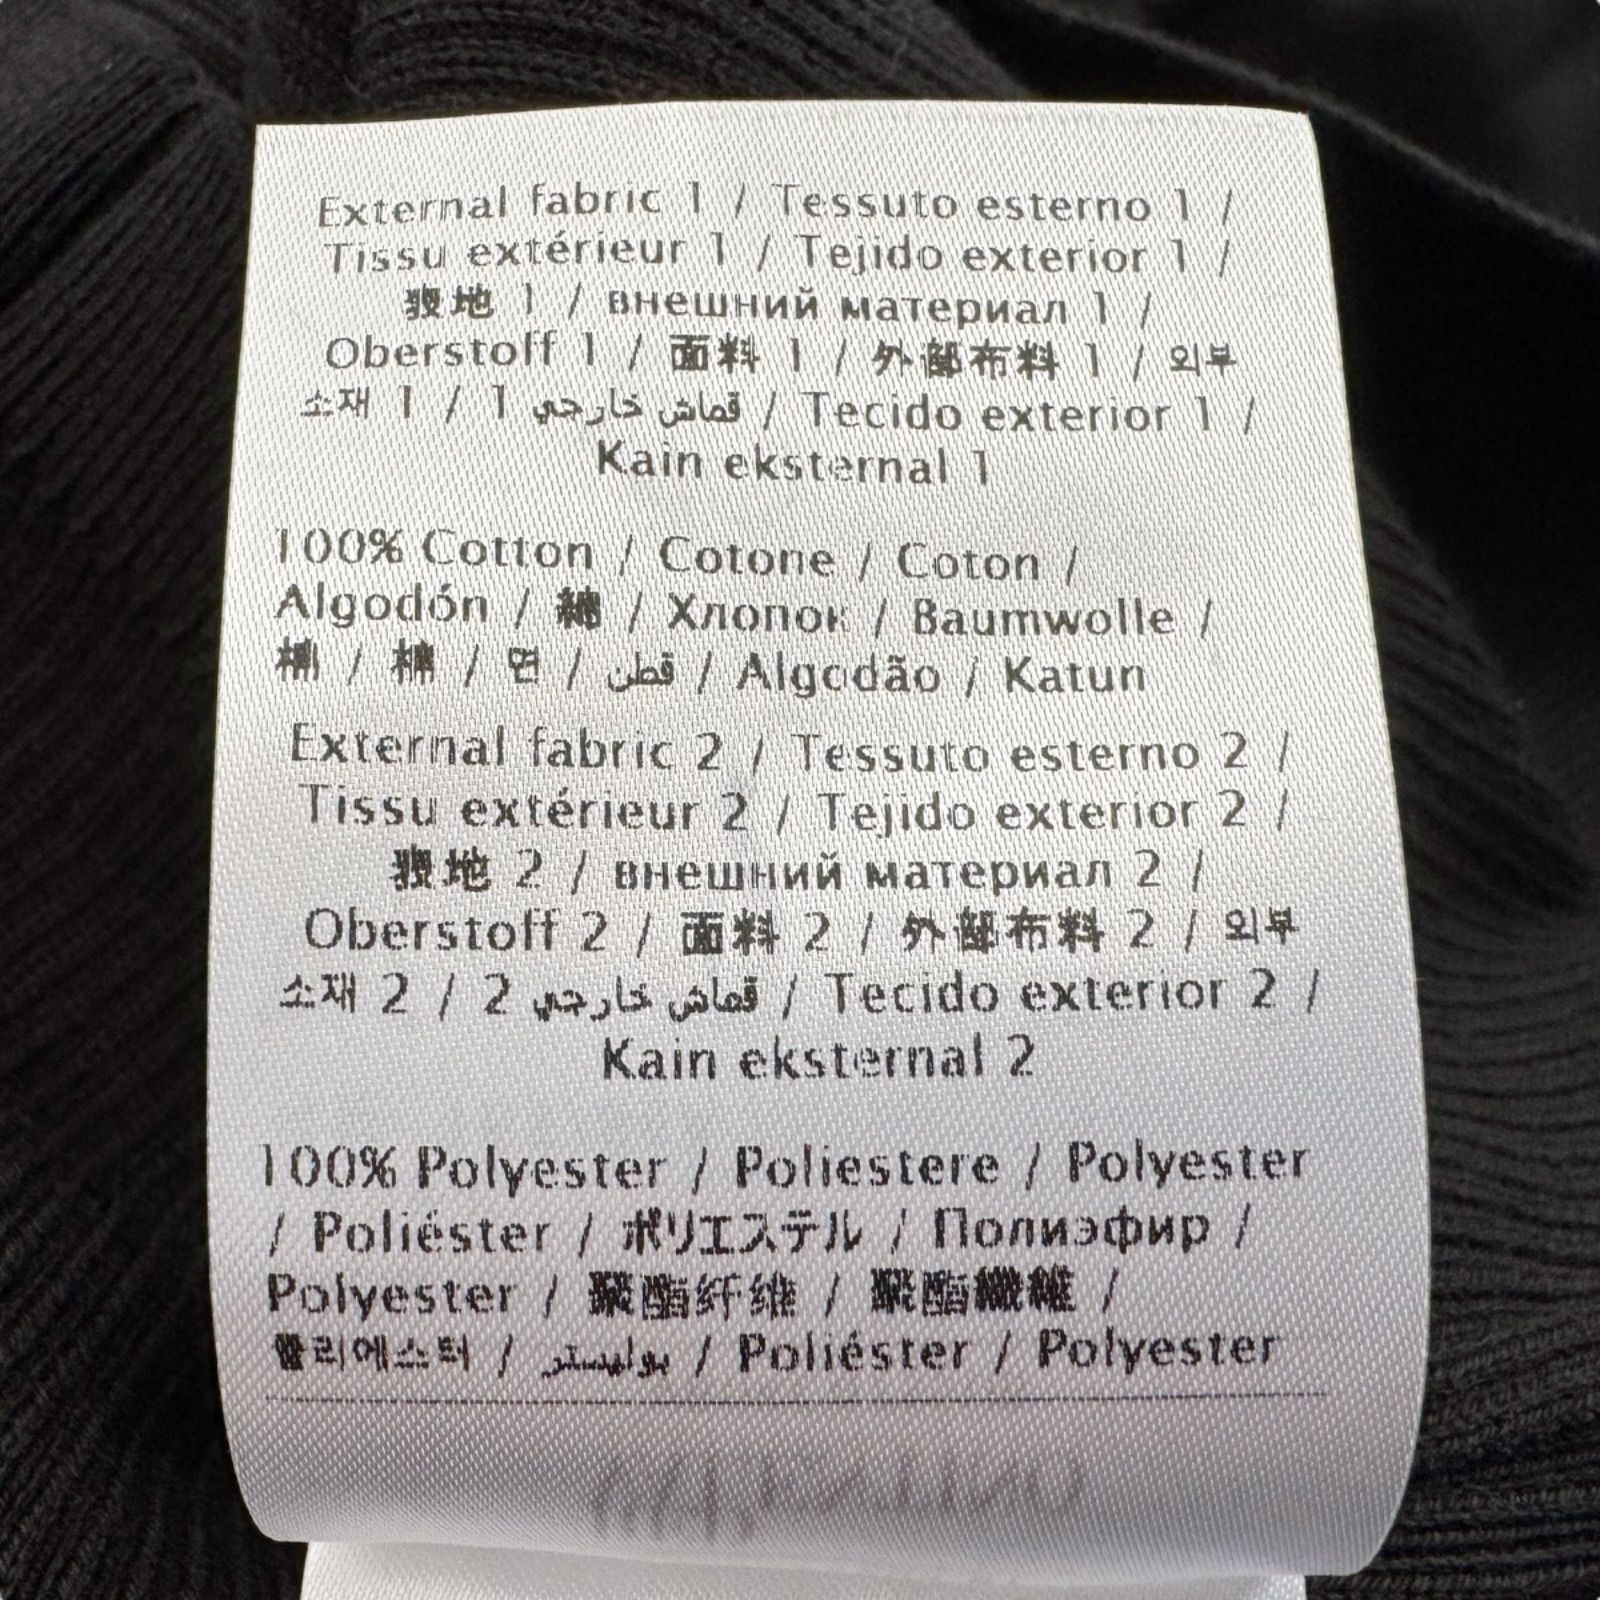 External fabric 1 / Tessuto esterno 1 /
Tissu extérieur 1 / Tejido exterior 1 /
表地 1 / внешний материал 1 /
Oberstoff 1 / 面料 1 / 外部布料 1 / 외부
소재 1 / قماش خارجي 1 / Tecido exterior 1 /
Kain eksternal 1
100% Cotton / Cotone / Coton /
Algodón / 綿 / Хлопок / Baumwolle /
棉 / 棉 / 면 / قطن / Algodão / Katun
External fabric 2 / Tessuto esterno 2 /
Tissu extérieur 2 / Tejido exterior 2 /
表地 2 / внешний материал 2 /
Oberstoff 2 / 面料 2 / 外部布料 2 / 외부
소재 2 / قماش خارجي 2 / Tecido exterior 2 /
Kain eksternal 2
100% Polyester / Poliestere / Polyester
/ Poliéster / ポリエステル / Полиэфир /
Polyester / 聚酯纤维 / 聚酯纖維 /
폴리에스터 / بوليستر / Poliéster / Polyester